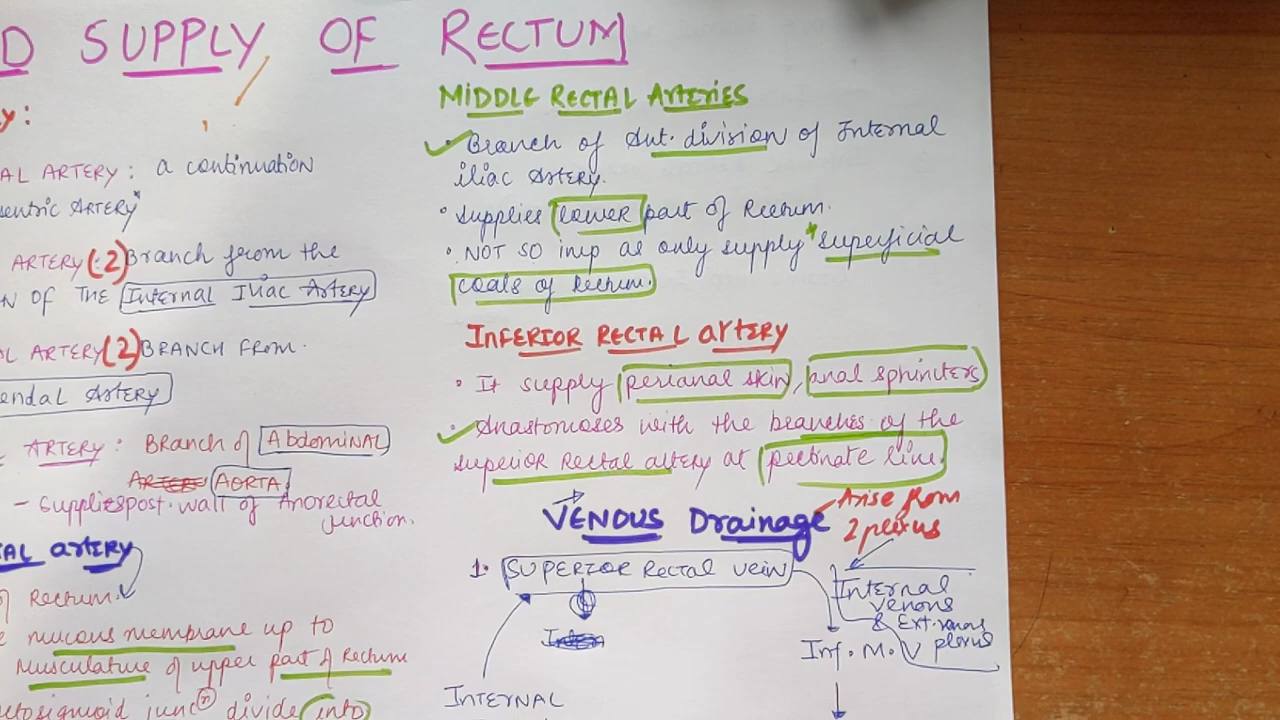 D SUPPLY OF RECTUM
y:
AL ARTERY: a continuation
sentric ARTERY"
ARTERY (2) Branch from the
N OF THE Internal Iliac Artery
AL ARTERY (2) BRANCH FROM.
endal Artery
ARTERY: Branch of Abdominal
AORTA.
- Supplies post. wall of Anorectal
junction.
AL artery
of Rectum.
mucous membrane up to
Musculature of upper part of Rectum
tosigmoid juncⁿ divide into
MIDDLE RECTAL ArterIES
· Branch of Ant. division of Internal
iliac Artery.
· Supplies lower part of Rectum.
· NOT SO imp as only supply * superficial
coats of Rectum.
INFERIOR RECTAL artERY
· It supply perianal skin, anal sphincters
· Anastomoses with the branches of the
superior Rectal artery at pectinate line.
VENOUS Drainage
Arise from
2 plexus
1. SUPERIOR Rectal vein
Internal
venous
& Ext. venous
plexus
Inf. M. V
INTERNAL